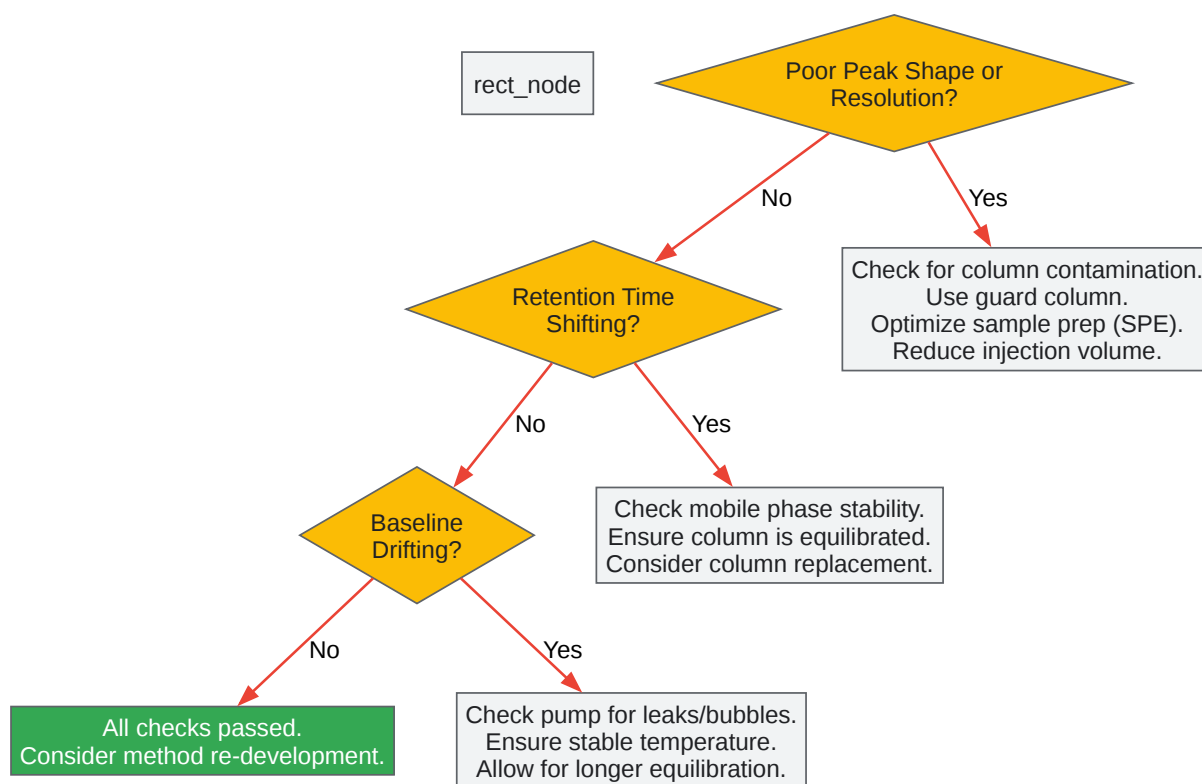 rect_node
Poor Peak Shape or
Resolution?
No
Yes
Retention Time
Shifting?
Check for column contamination.
Use guard column.
Optimize sample prep (SPE).
Reduce injection volume.
No
Yes
Baseline
Drifting?
Check mobile phase stability.
Ensure column is equilibrated.
Consider column replacement.
No
Yes
All checks passed.
Consider method re-development.
Check pump for leaks/bubbles.
Ensure stable temperature.
Allow for longer equilibration.